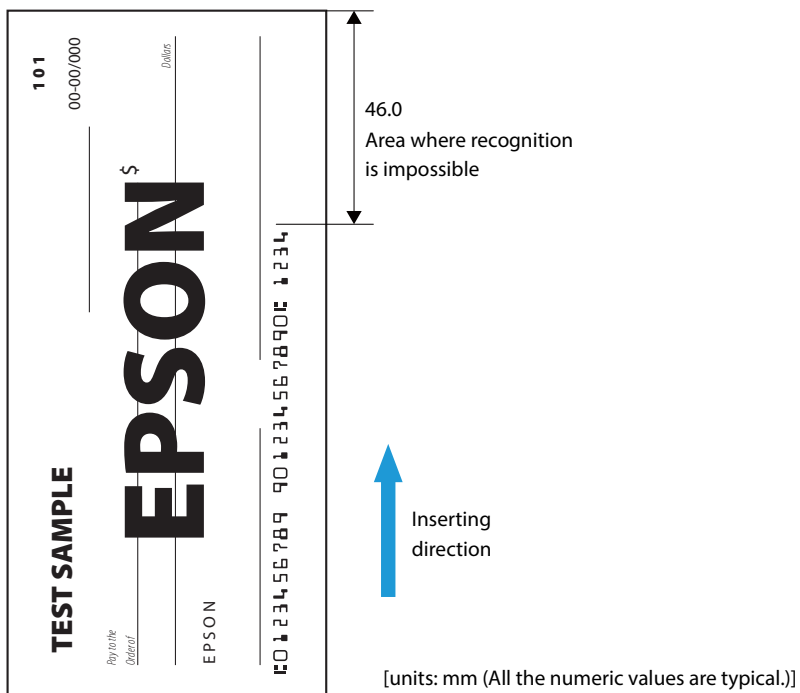 TEST SAMPLE
101
00-00/000
Pay to the
Order of
$
EPSON
Dollars
EPSON
⑆0123456789 901234567890⑆ 1234
46.0
Area where recognition
is impossible
Inserting
direction
[units: mm (All the numeric values are typical.)]